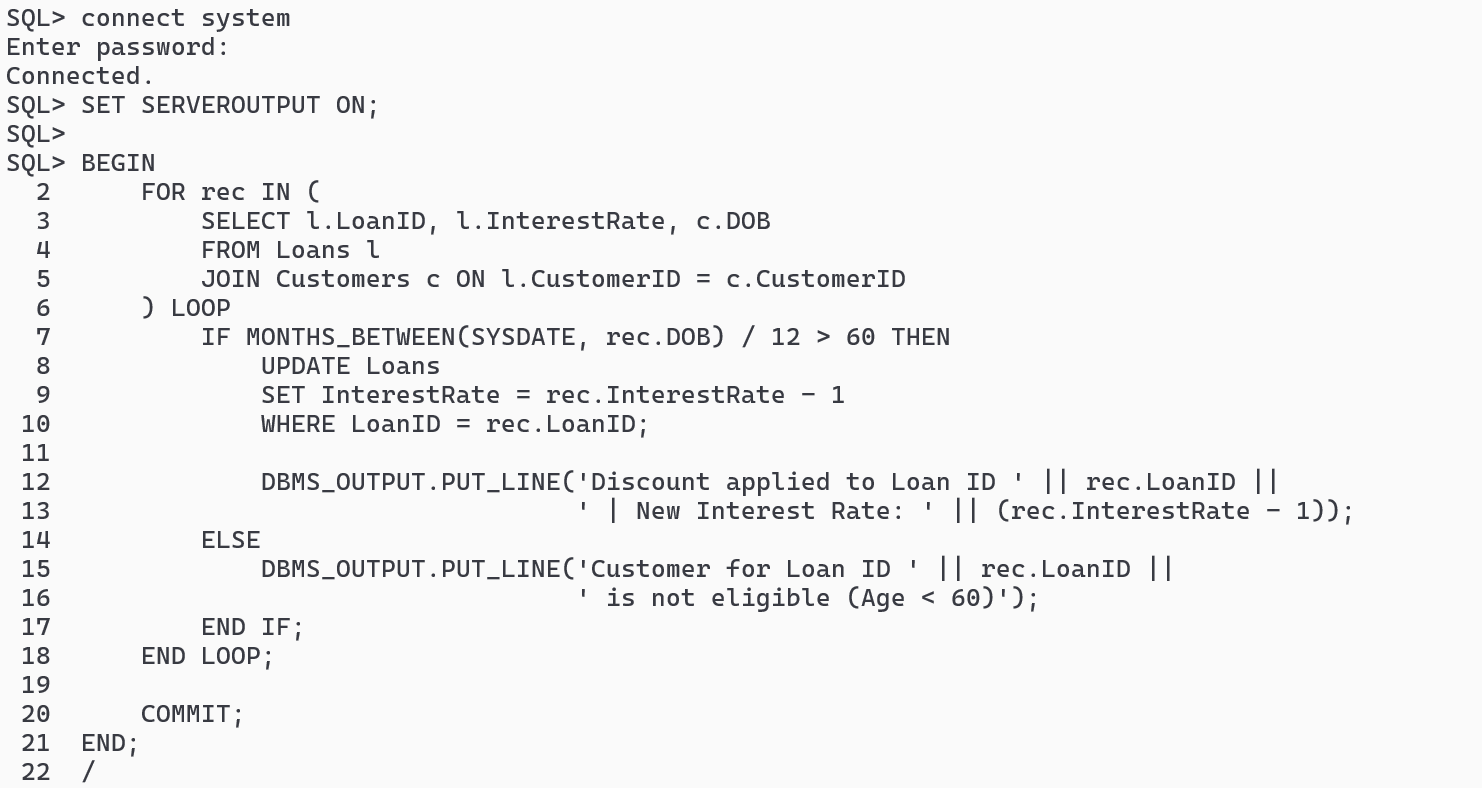 SQL> connect system
Enter password:
Connected.
SQL> SET SERVEROUTPUT ON;
SQL>
SQL> BEGIN
  2      FOR rec IN (
  3          SELECT l.LoanID, l.InterestRate, c.DOB
  4          FROM Loans l
  5          JOIN Customers c ON l.CustomerID = c.CustomerID
  6      ) LOOP
  7          IF MONTHS_BETWEEN(SYSDATE, rec.DOB) / 12 > 60 THEN
  8              UPDATE Loans
  9              SET InterestRate = rec.InterestRate - 1
 10              WHERE LoanID = rec.LoanID;
 11
 12              DBMS_OUTPUT.PUT_LINE('Discount applied to Loan ID ' || rec.LoanID ||
 13                                   ' | New Interest Rate: ' || (rec.InterestRate - 1));
 14          ELSE
 15              DBMS_OUTPUT.PUT_LINE('Customer for Loan ID ' || rec.LoanID ||
 16                                   ' is not eligible (Age < 60)');
 17          END IF;
 18      END LOOP;
 19
 20      COMMIT;
 21  END;
 22  /